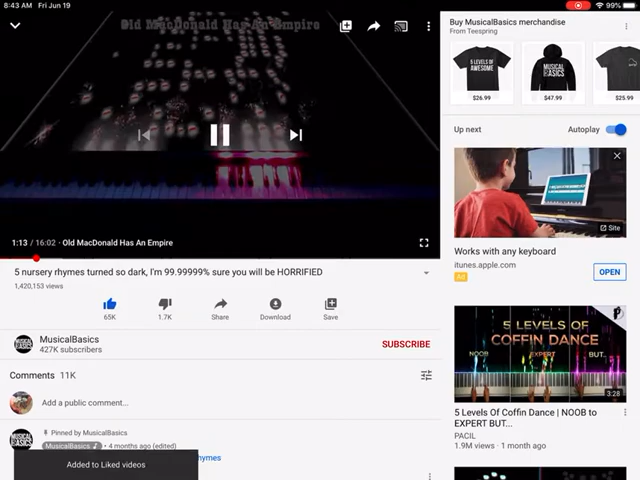 8:43 AM Fri Jun 19
99%
Old MacDonald Has An Empire
1:13 / 16:02 • Old MacDonald Has An Empire
5 nursery rhymes turned so dark, I'm 99.99999% sure you will be HORRIFIED
1,420,153 views
65K
1.7K
Share
Download
Save
MUSICAL
BASICS
MusicalBasics
427K subscribers
SUBSCRIBE
Comments 11K
Add a public comment...
MUSICAL
BASICS
Pinned by MusicalBasics
MusicalBasics • 4 months ago (edited)
hymes
Added to Liked videos
Buy MusicalBasics merchandise
From Teespring
5 LEVELS OF
AWESOME
$26.99
MUSICAL
BASICS
$47.99
$25.99
Up next
Autoplay
Site
Works with any keyboard
itunes.apple.com
Ad
OPEN
5 LEVELS OF
COFFIN DANCE
NOOB
EXPERT
BUT...
3:28
5 Levels Of Coffin Dance | NOOB to
EXPERT BUT...
PACIL
1.9M views · 1 month ago